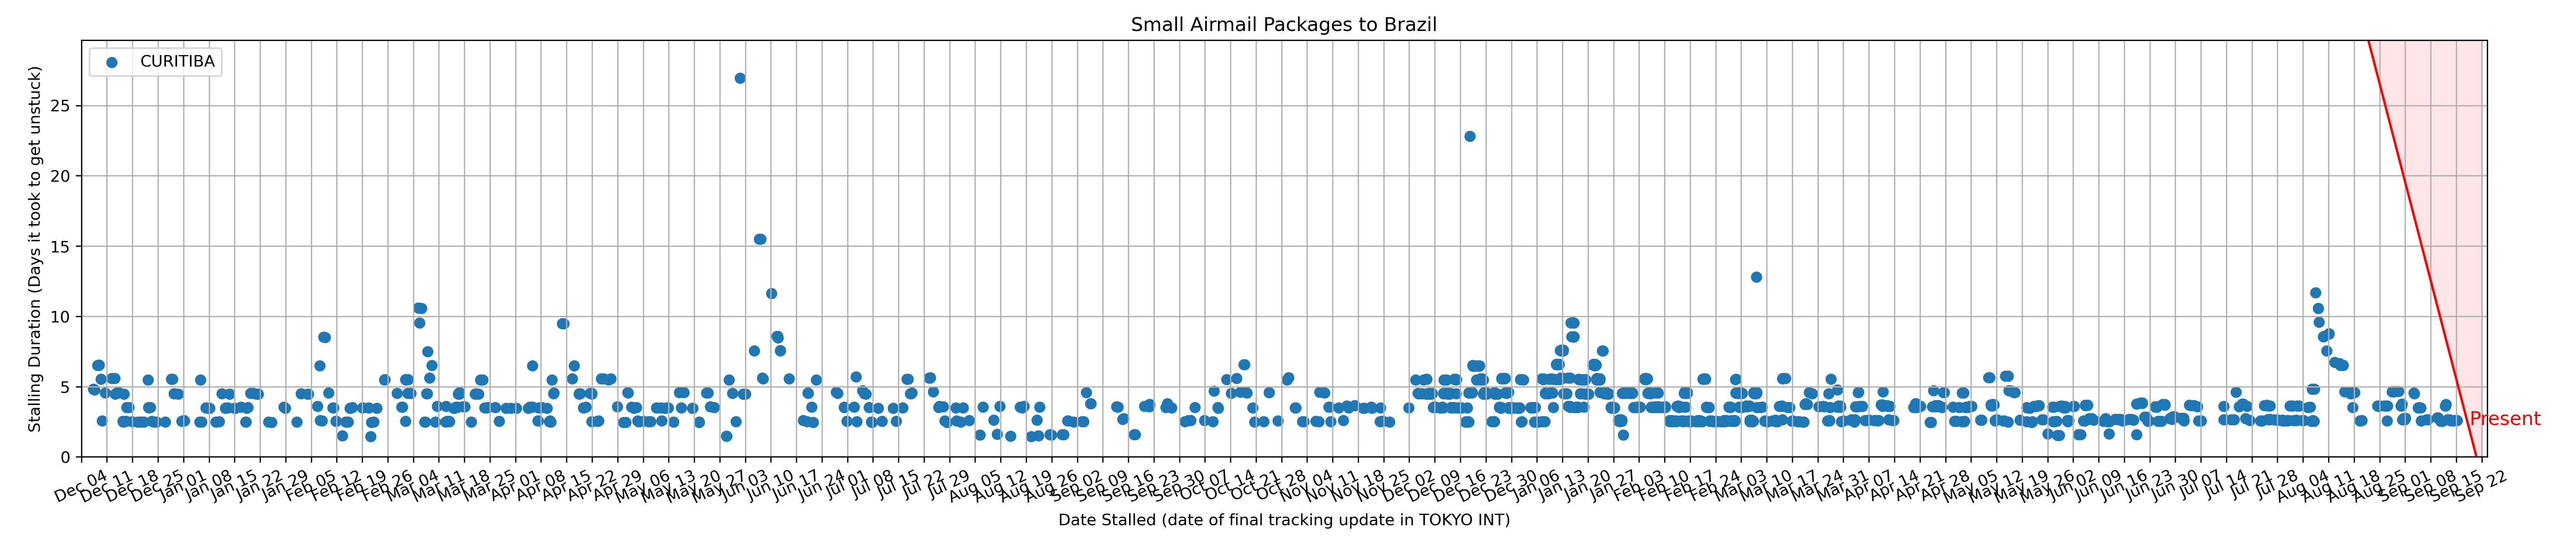 Small Airmail Packages to Brazil
CURITIBA
Stalling Duration (Days it took to get unstuck)
25
20
15
10
5
0
Present
Dec 04 Dec 11 Dec 18 Dec 25 Jan 01 Jan 08 Jan 15 Jan 22 Jan 29 Feb 05 Feb 12 Feb 19 Feb 26 Mar 04 Mar 11 Mar 18 Mar 25 Apr 01 Apr 08 Apr 15 Apr 22 Apr 29 May 06 May 13 May 20 May 27 Jun 03 Jun 10 Jun 17 Jun 24 Jul 01 Jul 08 Jul 15 Jul 22 Jul 29 Aug 05 Aug 12 Aug 19 Aug 26 Sep 02 Sep 09 Sep 16 Sep 23 Sep 30 Oct 07 Oct 14 Oct 21 Oct 28 Nov 04 Nov 11 Nov 18 Nov 25 Dec 02 Dec 09 Dec 16 Dec 23 Dec 30 Jan 06 Jan 13 Jan 20 Jan 27 Feb 03 Feb 10 Feb 17 Feb 24 Mar 03 Mar 10 Mar 17 Mar 24 Mar 31 Apr 07 Apr 14 Apr 21 Apr 28 May 05 May 12 May 19 May 26 Jun 02 Jun 09 Jun 16 Jun 23 Jun 30 Jul 07 Jul 14 Jul 21 Jul 28 Aug 04 Aug 11 Aug 18 Aug 25 Sep 01 Sep 08 Sep 15 Sep 22
Date Stalled (date of final tracking update in TOKYO INT)